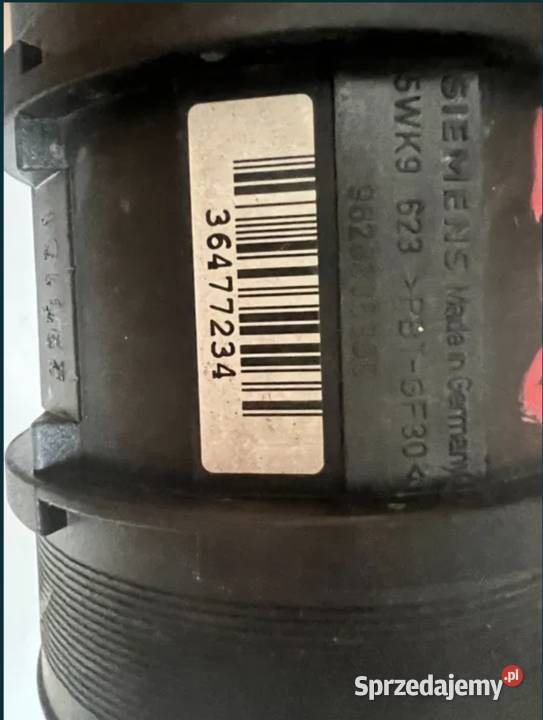 SIEMENS Made in Germany
5WK9 623 >PBT-GF30<
36477234
Sprzedajemy.pl